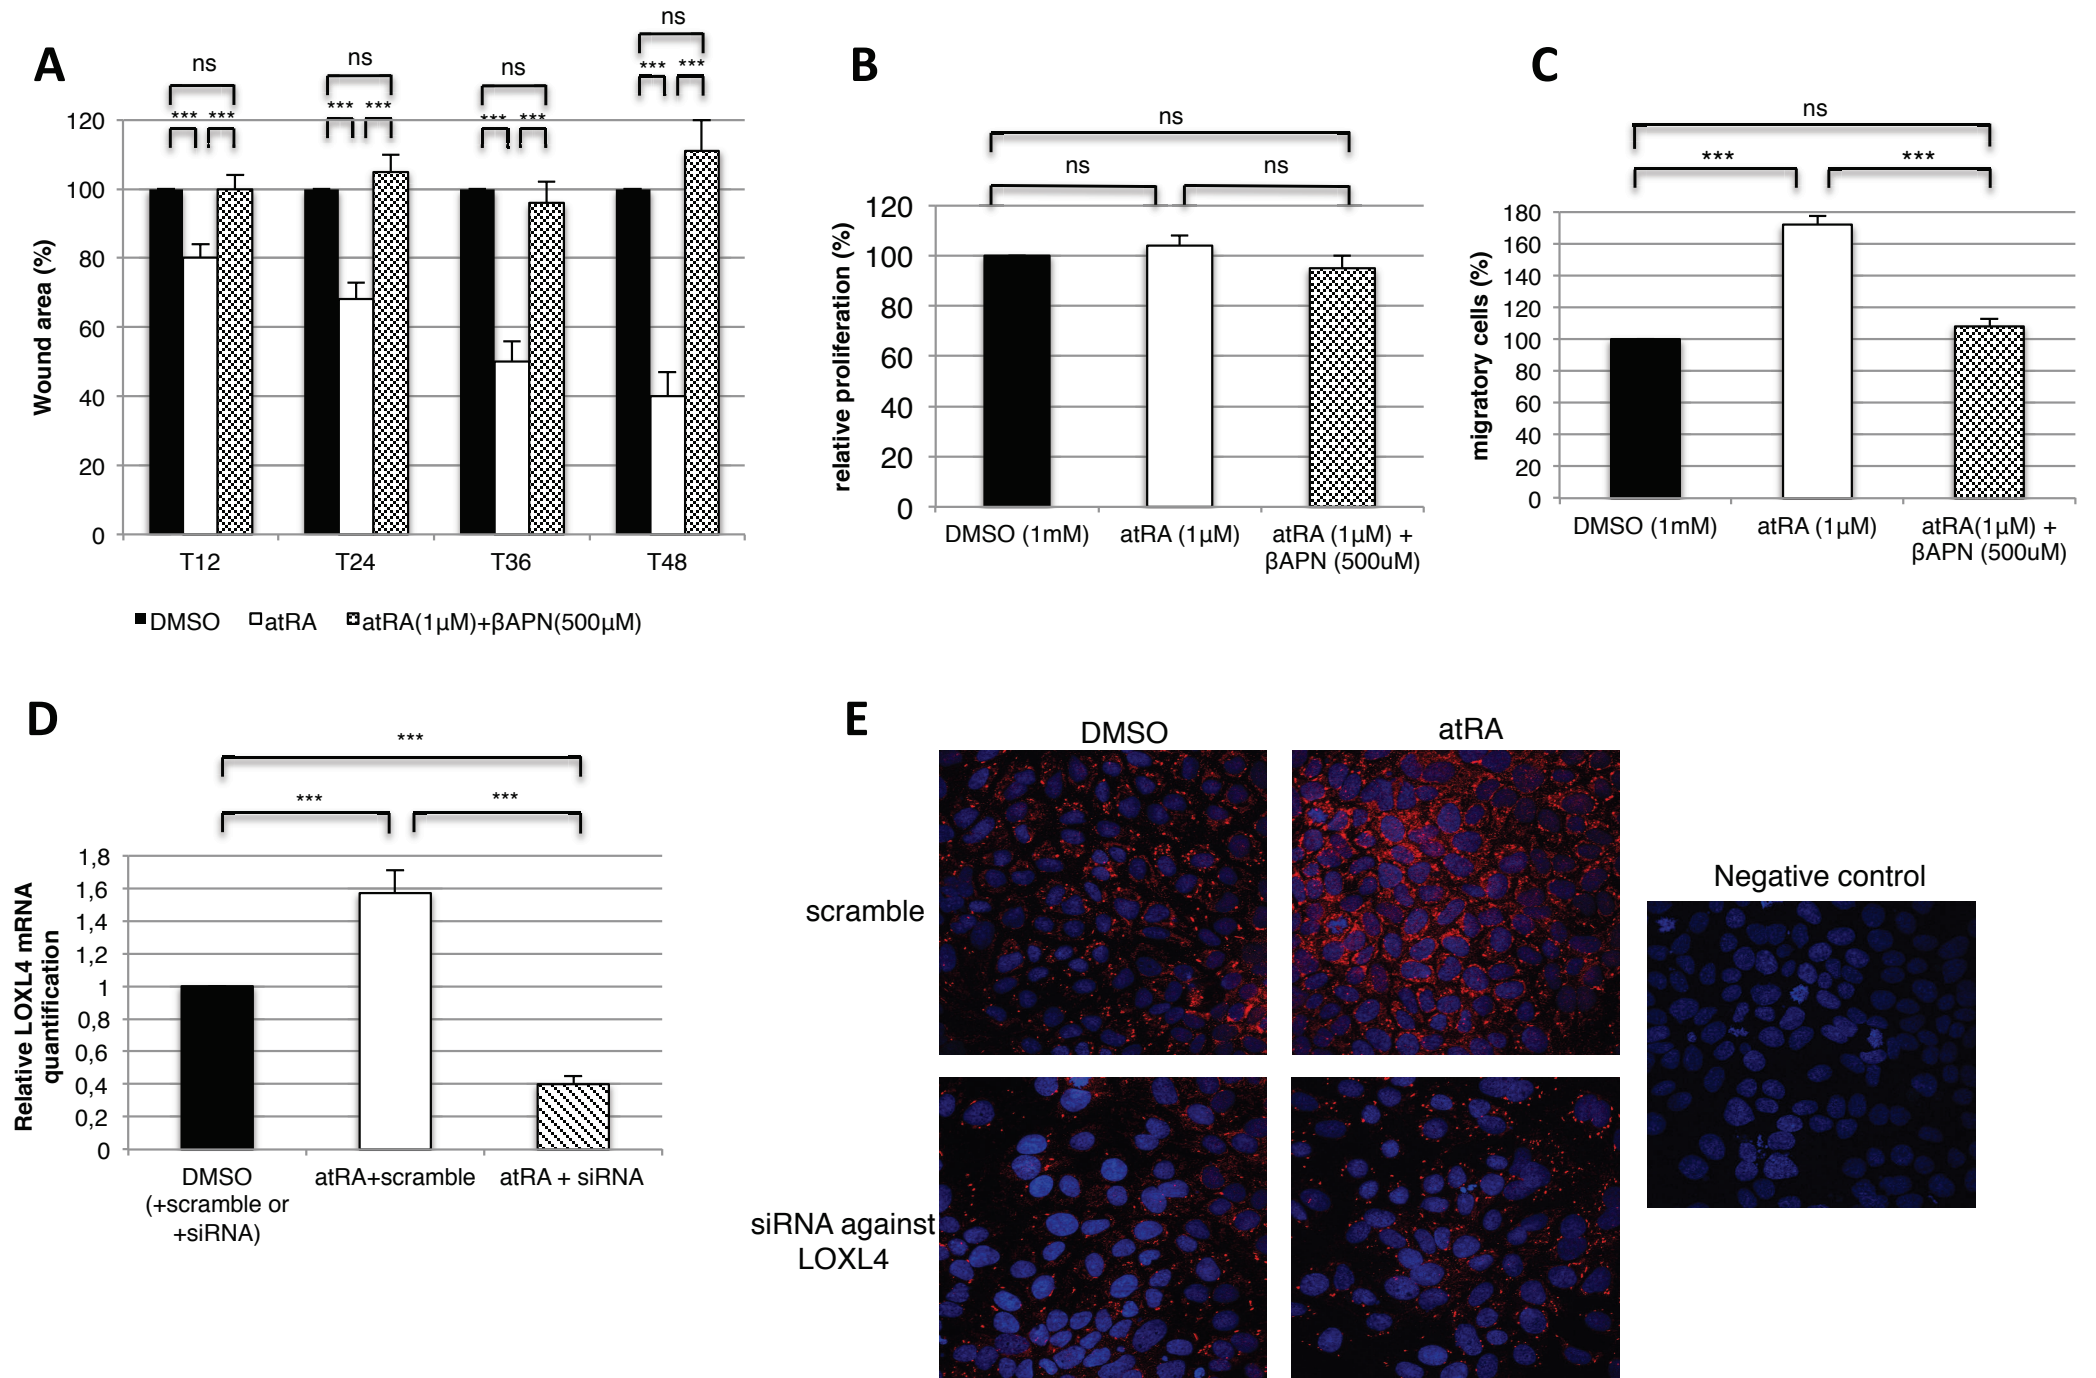 A
ns
ns
ns
ns
*** ***
*** ***
*** ***
*** ***
Wound area (%)
120
100
80
60
40
20
0
T12
T24
T36
T48
DMSO
atRA
atRA(1µM)+βAPN(500µM)
B
ns
ns
ns
relative proliferation (%)
120
100
80
60
40
20
0
DMSO (1mM)
atRA (1µM)
atRA (1µM) +
βAPN (500uM)
C
ns
***
***
migratory cells (%)
180
160
140
120
100
80
60
40
20
0
DMSO (1mM)
atRA (1µM)
atRA(1µM) +
βAPN (500uM)
D
***
***
***
Relative LOXL4 mRNA
quantification
1,8
1,6
1,4
1,2
1
0,8
0,6
0,4
0,2
0
DMSO
(+scramble or
+siRNA)
atRA+scramble
atRA + siRNA
E
DMSO
atRA
scramble
siRNA against
LOXL4
Negative control